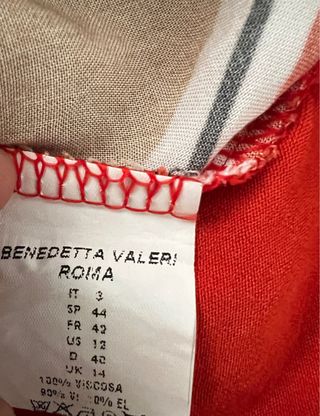 BENEDETTA VALERI
ROMA
IT 3
SP 44
FR 42
US 12
D 40
UK 14
100% VISCOSA